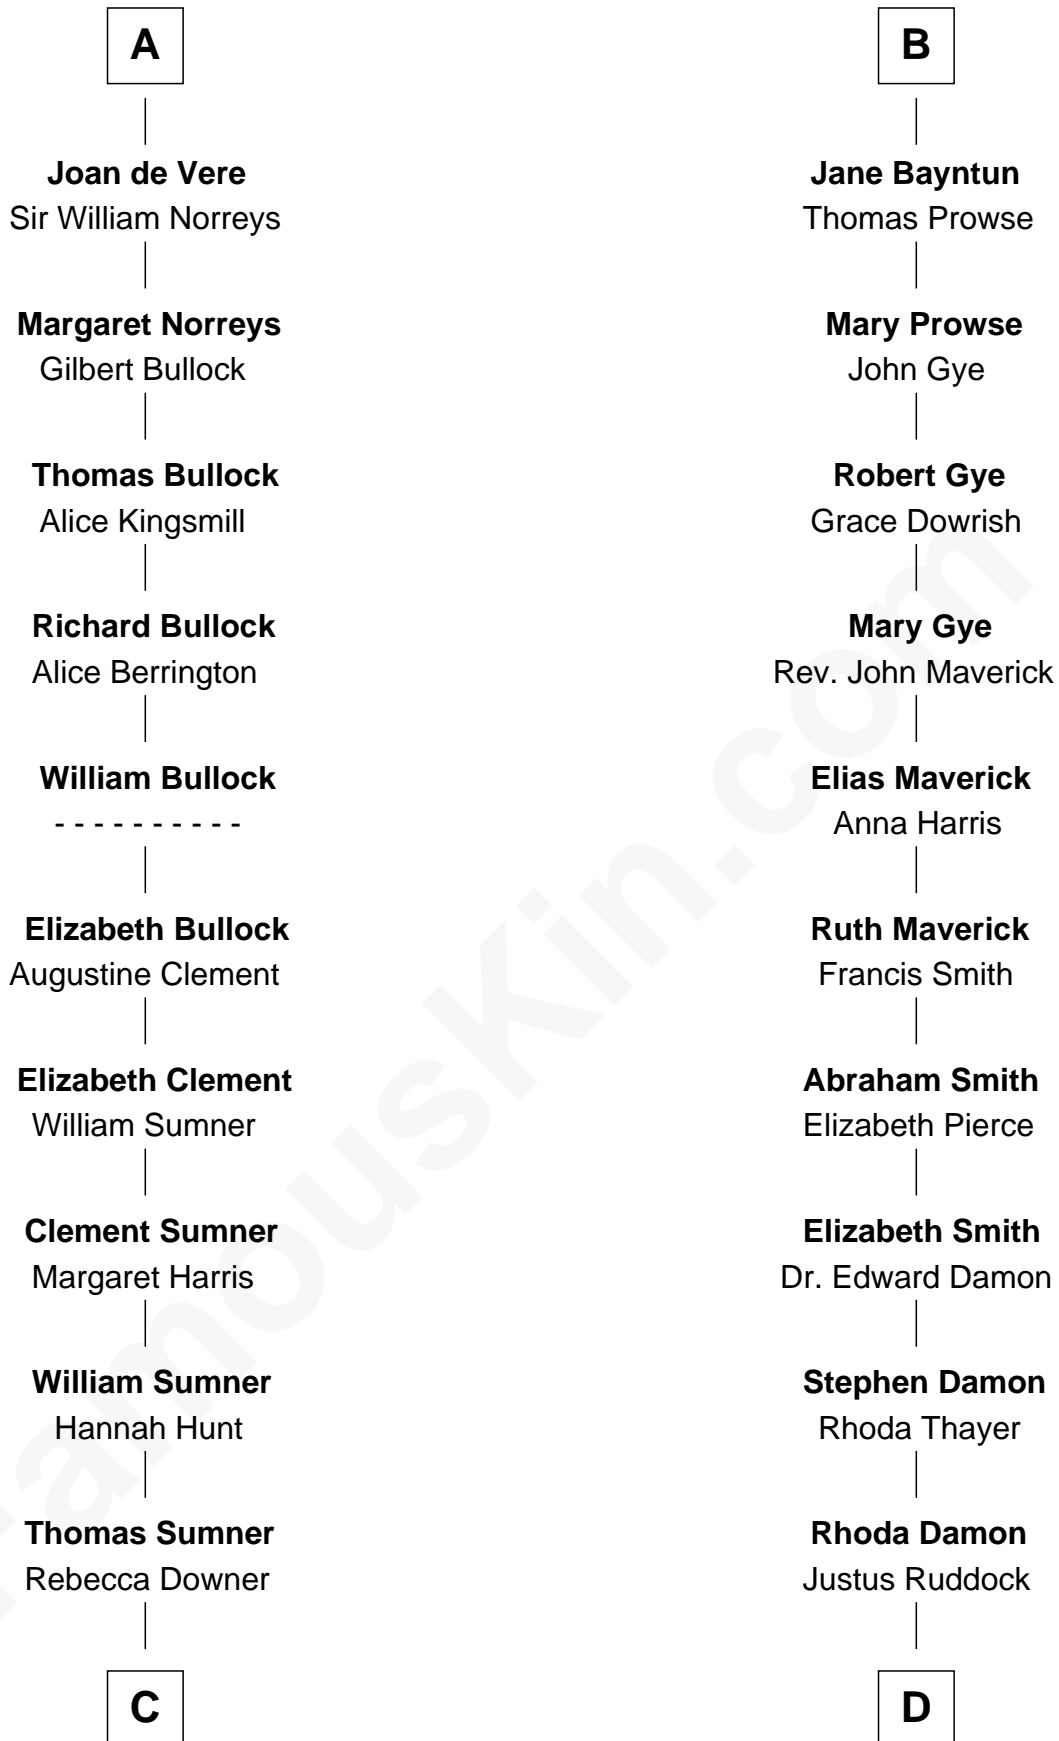 A
Joan de Vere
Sir William Norreys
Margaret Norreys
Gilbert Bullock
Thomas Bullock
Alice Kingsmill
Richard Bullock
Alice Berrington
William Bullock
- - - - - - - - - -
Elizabeth Bullock
Augustine Clement
Elizabeth Clement
William Sumner
Clement Sumner
Margaret Harris
William Sumner
Hannah Hunt
Thomas Sumner
Rebecca Downer
C
B
Jane Bayntun
Thomas Prowse
Mary Prowse
John Gye
Robert Gye
Grace Dowrish
Mary Gye
Rev. John Maverick
Elias Maverick
Anna Harris
Ruth Maverick
Francis Smith
Abraham Smith
Elizabeth Pierce
Elizabeth Smith
Dr. Edward Damon
Stephen Damon
Rhoda Thayer
Rhoda Damon
Justus Ruddock
D
FamousKin.com